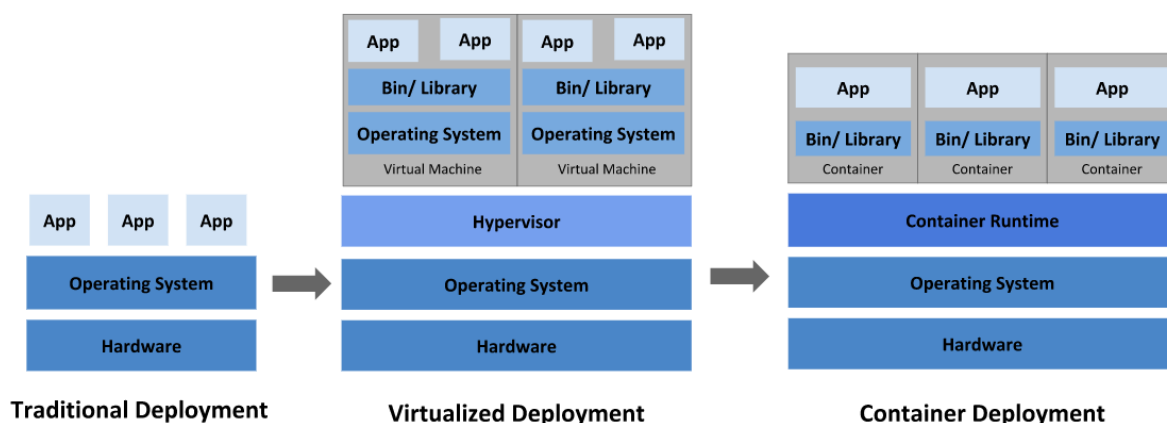 App
App
App
Operating System
Hardware
Traditional Deployment
App
App
Bin/ Library
Operating System
Virtual Machine
App
App
Bin/ Library
Operating System
Virtual Machine
Hypervisor
Operating System
Hardware
Virtualized Deployment
App
Bin/ Library
Container
App
Bin/ Library
Container
App
Bin/ Library
Container
Container Runtime
Operating System
Hardware
Container Deployment